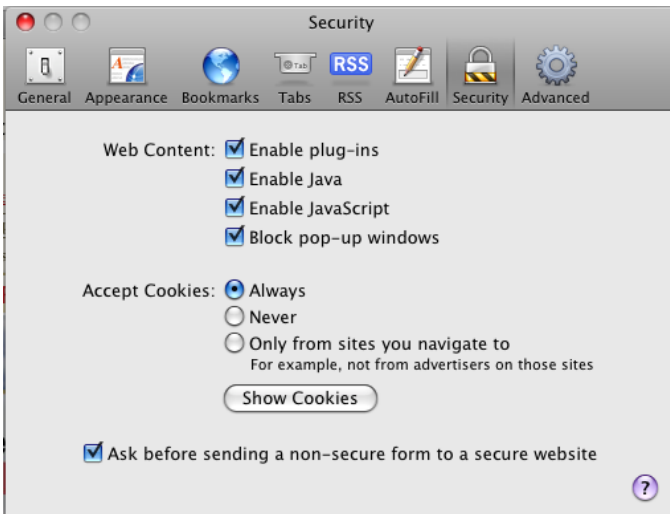 Security
Tab RSS
General Appearance Bookmarks Tabs RSS AutoFill Security Advanced
Web Content: Enable plug-ins
Enable Java
Enable JavaScript
Block pop-up windows
Accept Cookies: Always
Never
Only from sites you navigate to
For example, not from advertisers on those sites
Show Cookies
Ask before sending a non-secure form to a secure website
?